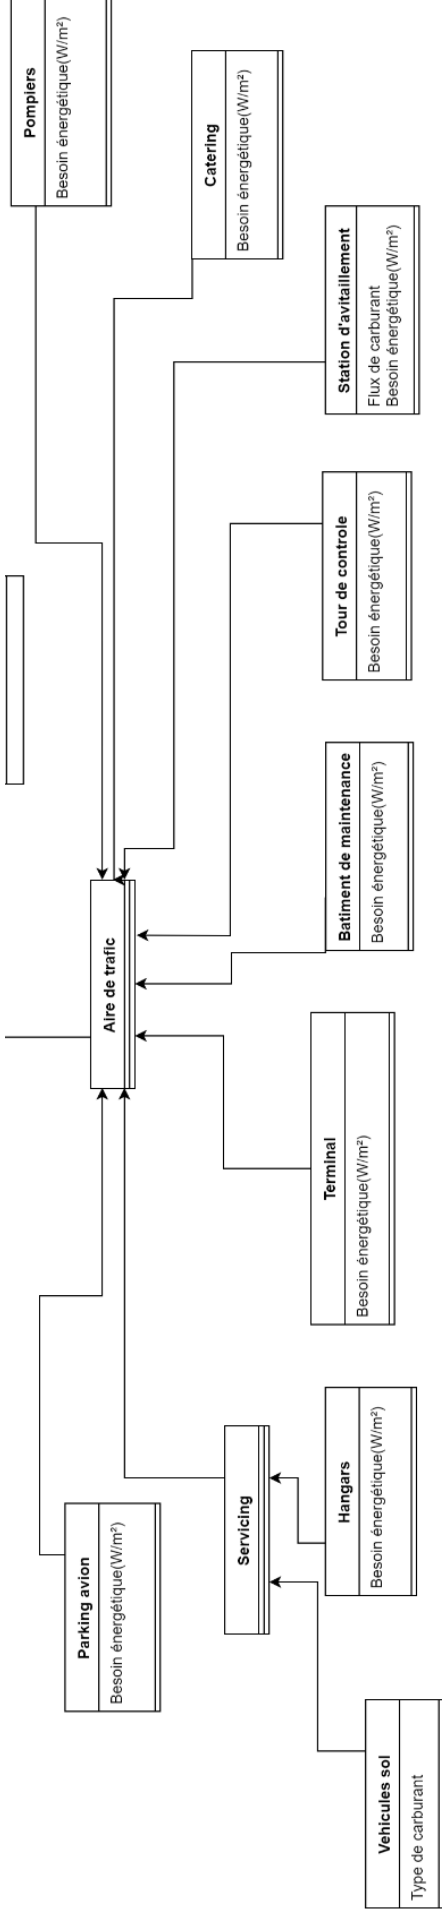 Pompiers
Besoin énergétique(W/m²)
Catering
Besoin énergétique(W/m²)
Station d'avitaillement
Flux de carburant
Besoin énergétique(W/m²)
Tour de controle
Besoin énergétique(W/m²)
Batiment de maintenance
Besoin énergétique(W/m²)
Aire de trafic
Terminal
Besoin énergétique(W/m²)
Parking avion
Besoin énergétique(W/m²)
Servicing
Hangars
Besoin énergétique(W/m²)
Vehicules sol
Type de carburant